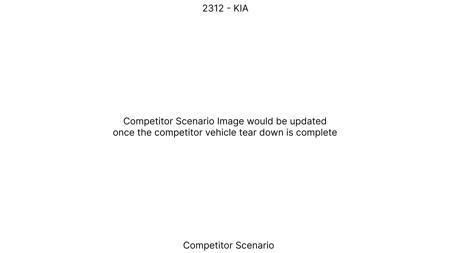 2312 - KIA
Competitor Scenario Image would be updated
once the competitor vehicle tear down is complete
Competitor Scenario